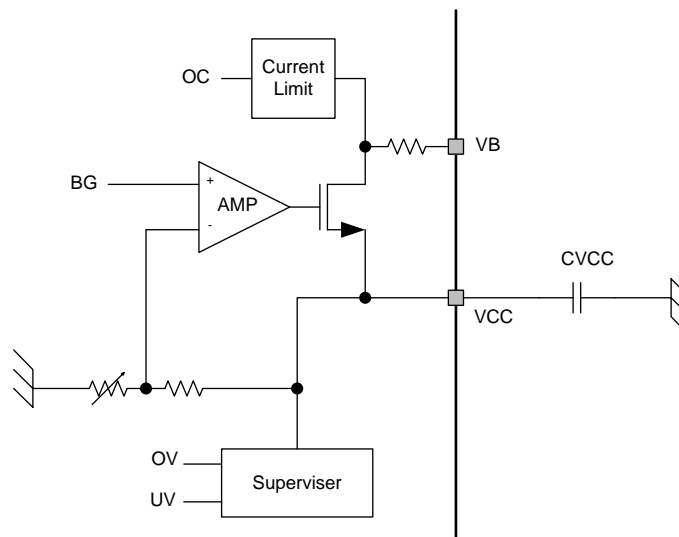 OC
Current
Limit
VB
BG
+
AMP
-
CVCC
VCC
OV
Superviser
UV